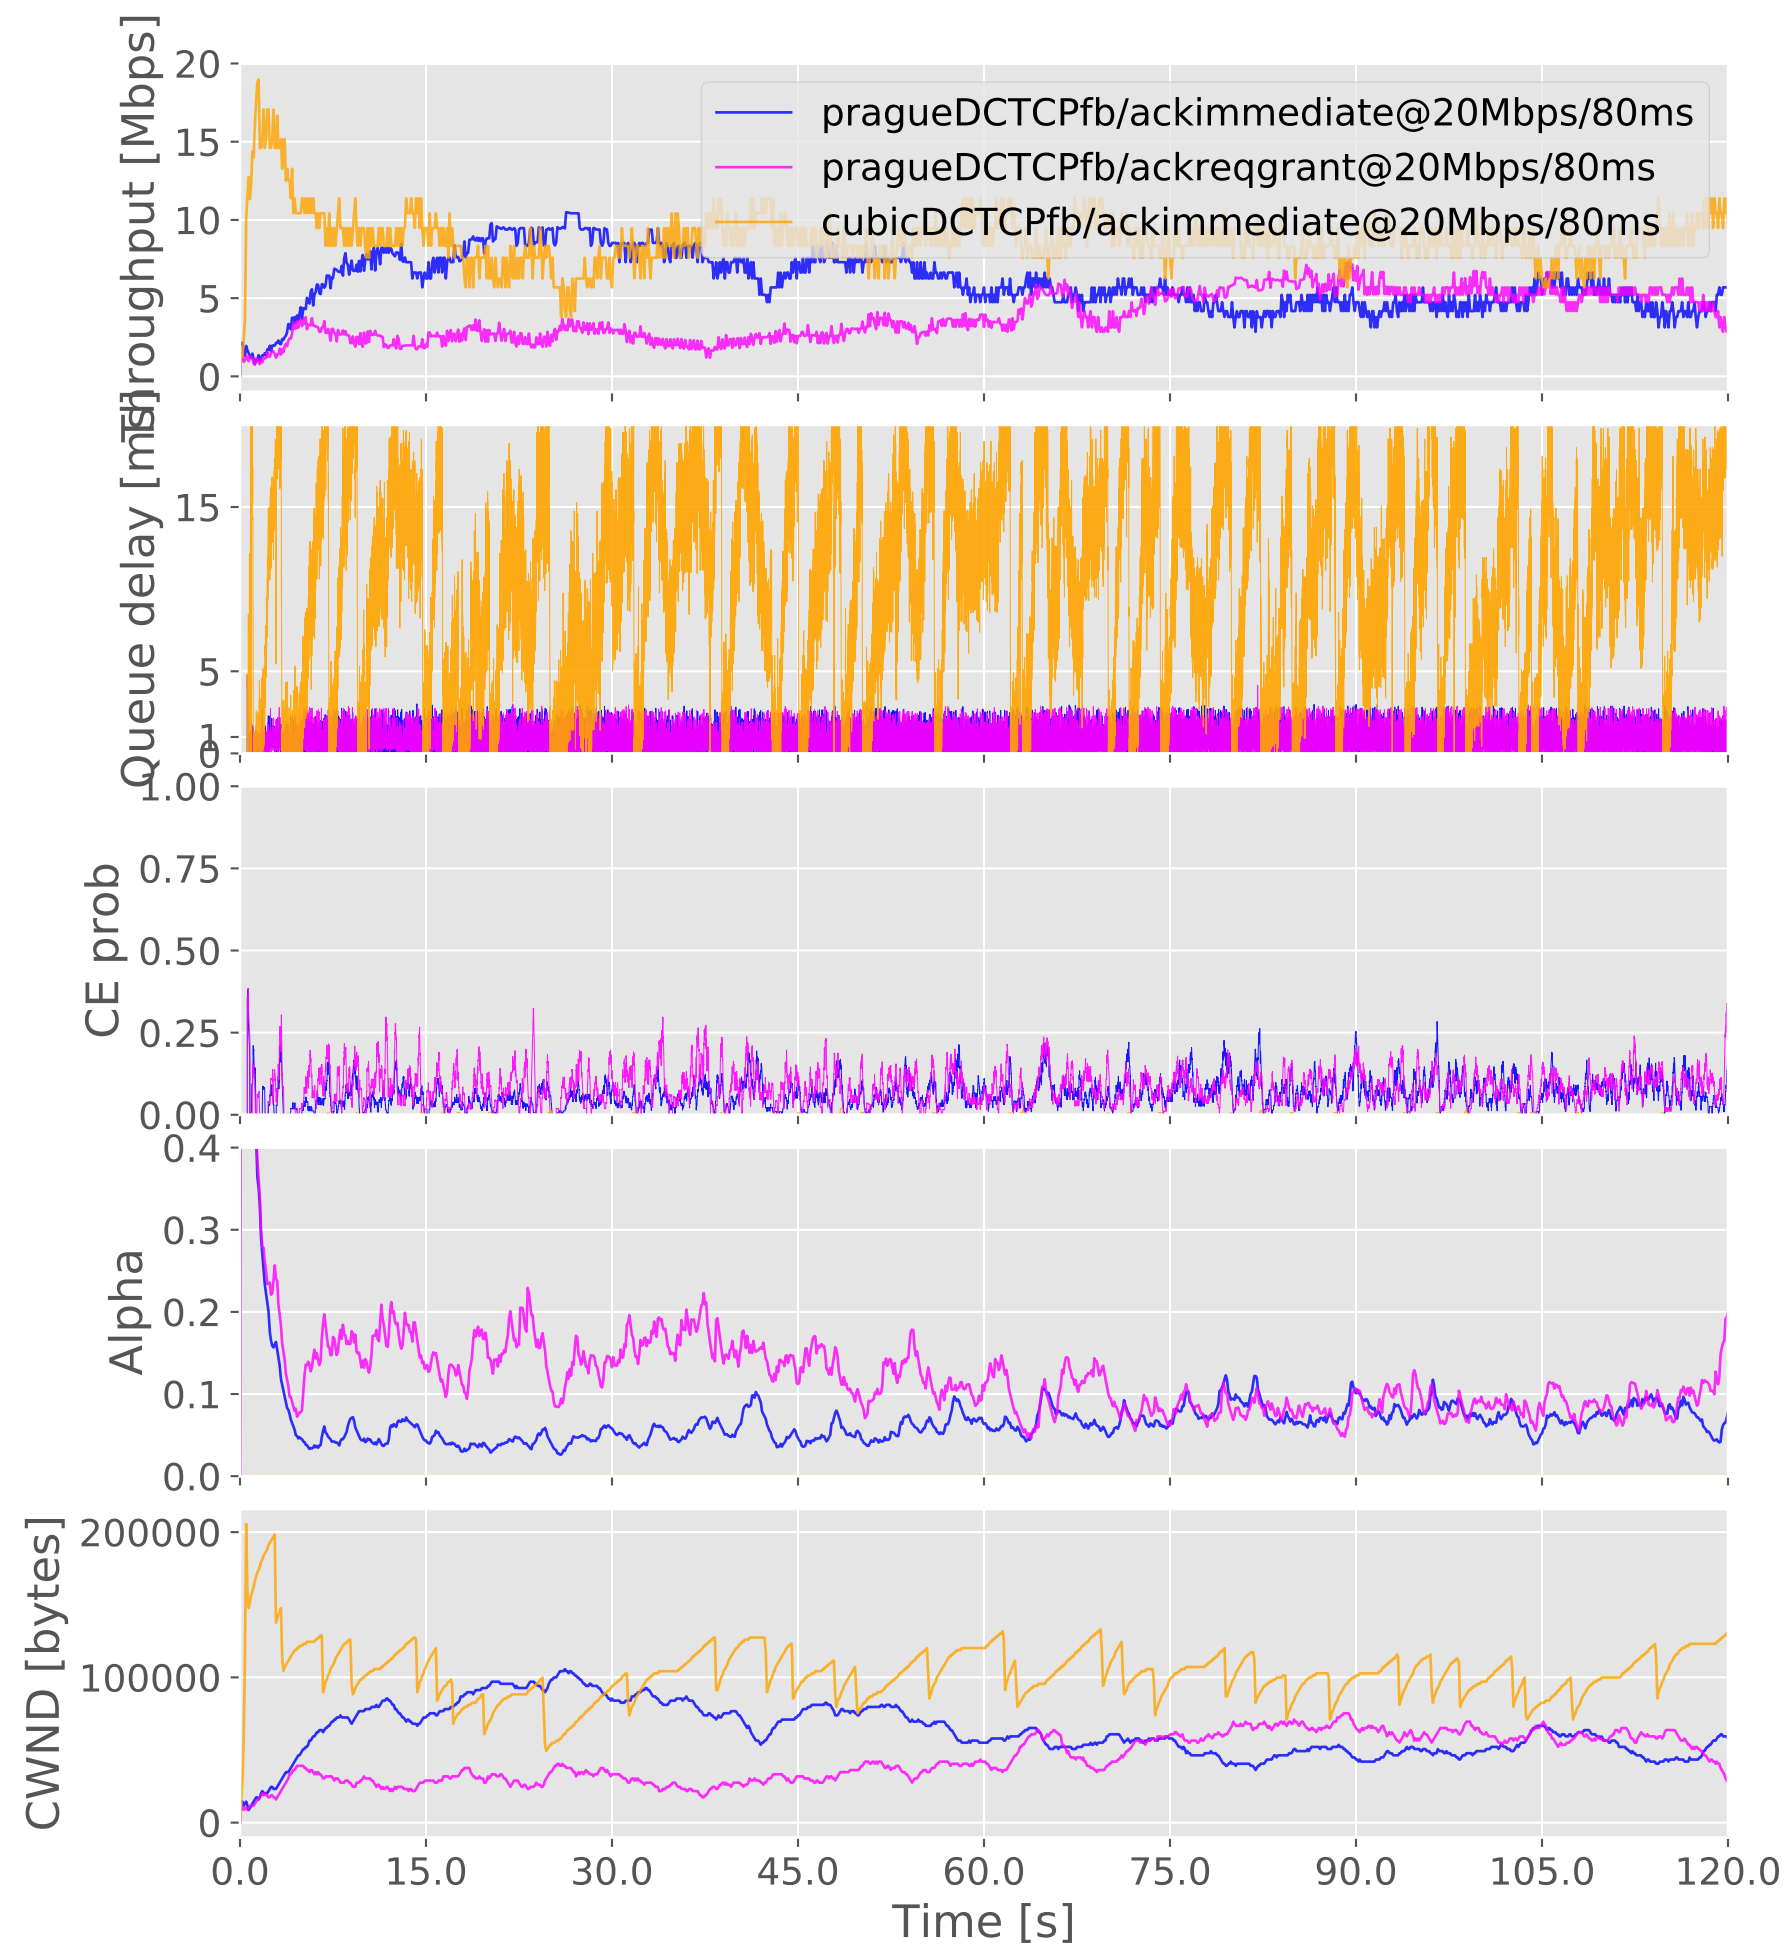 Throughput [Mbps]
20
15
10
5
0
pragueDCTCPfb/ackimmediate@20Mbps/80ms
pragueDCTCPfb/ackreqgrant@20Mbps/80ms
cubicDCTCPfb/ackimmediate@20Mbps/80ms
Queue delay [ms]
15
5
1
0
CE prob
1.00
0.75
0.50
0.25
0.00
Alpha
0.4
0.3
0.2
0.1
0.0
CWND [bytes]
200000
100000
0
0.0 15.0 30.0 45.0 60.0 75.0 90.0 105.0 120.0
Time [s]